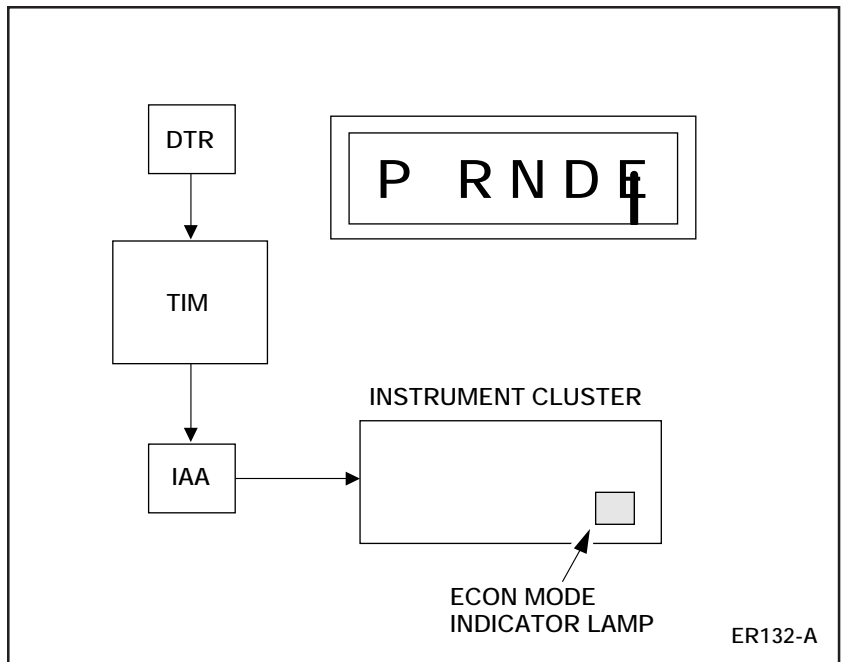 DTR
P RNDE
TIM
INSTRUMENT CLUSTER
IAA
ECON MODE
INDICATOR LAMP
ER132-A